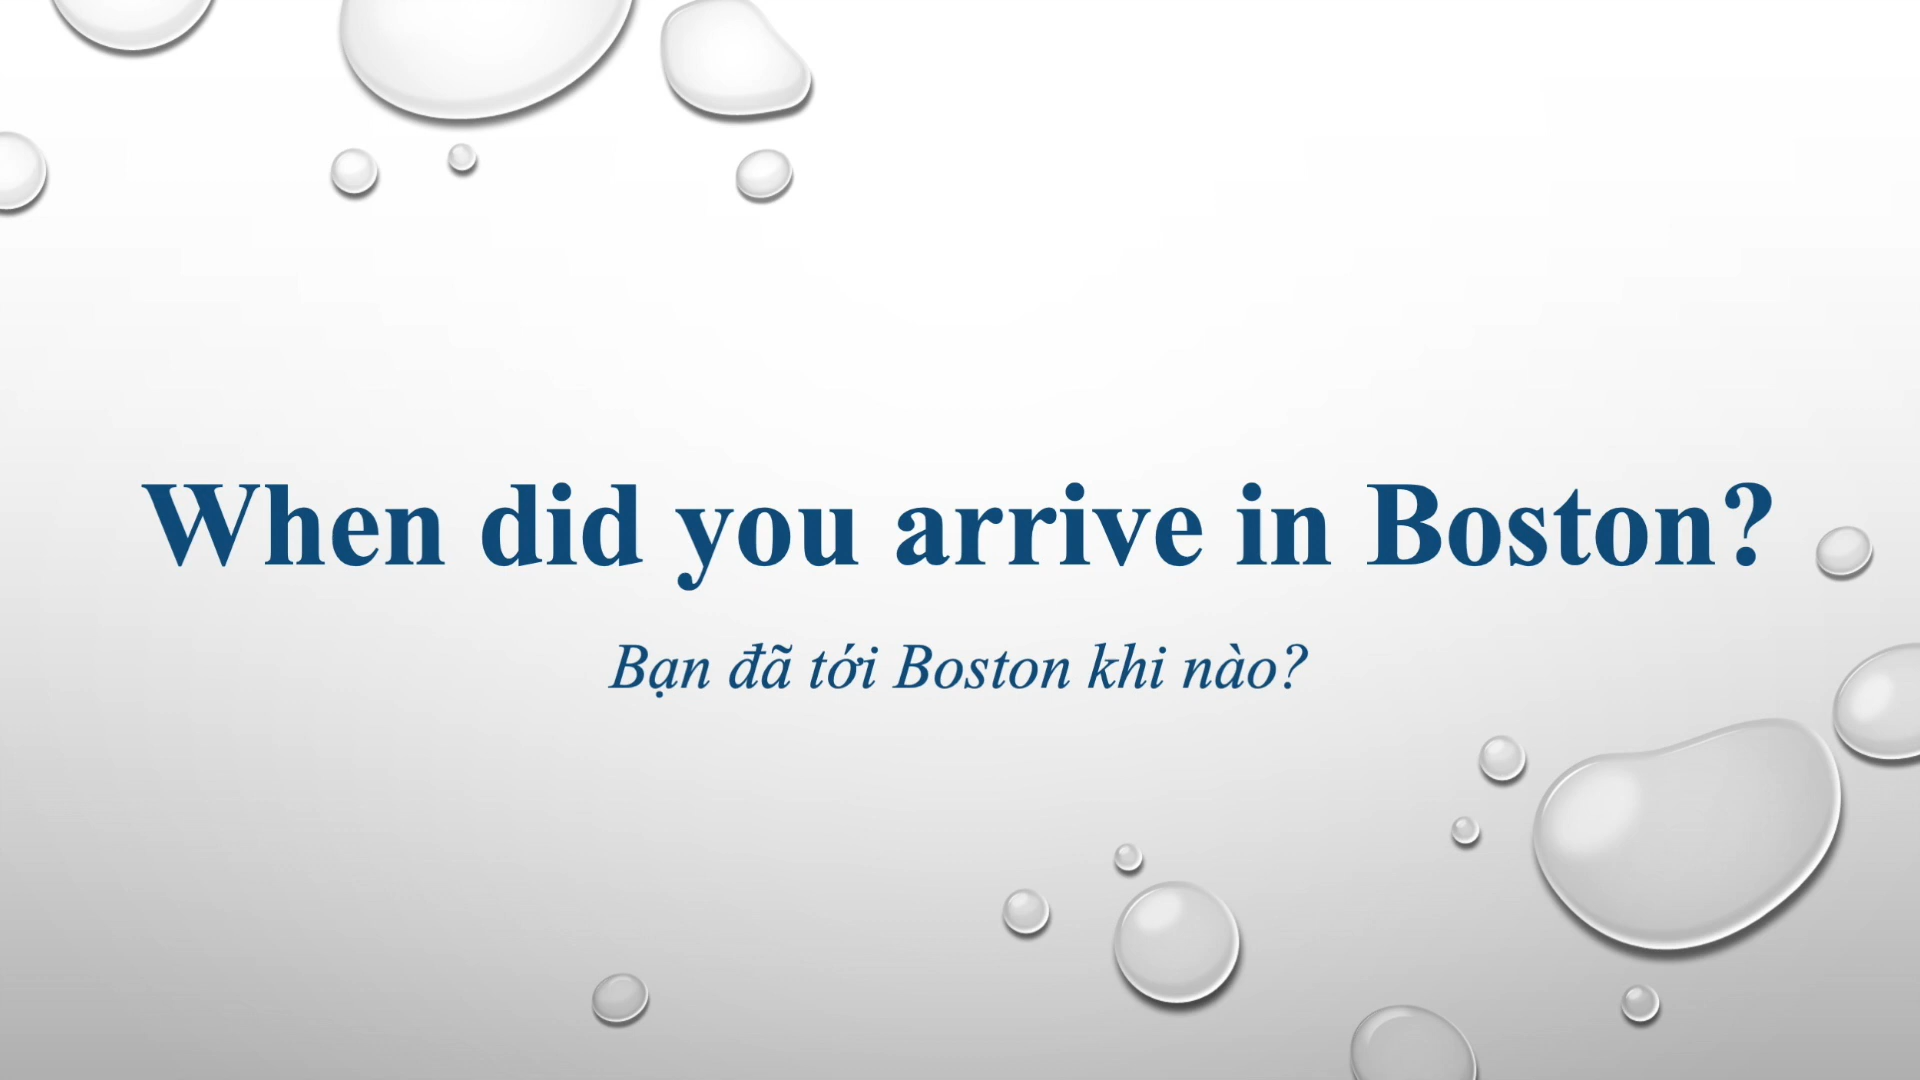 When did you arrive in Boston?
Bạn đã tới Boston khi nào?